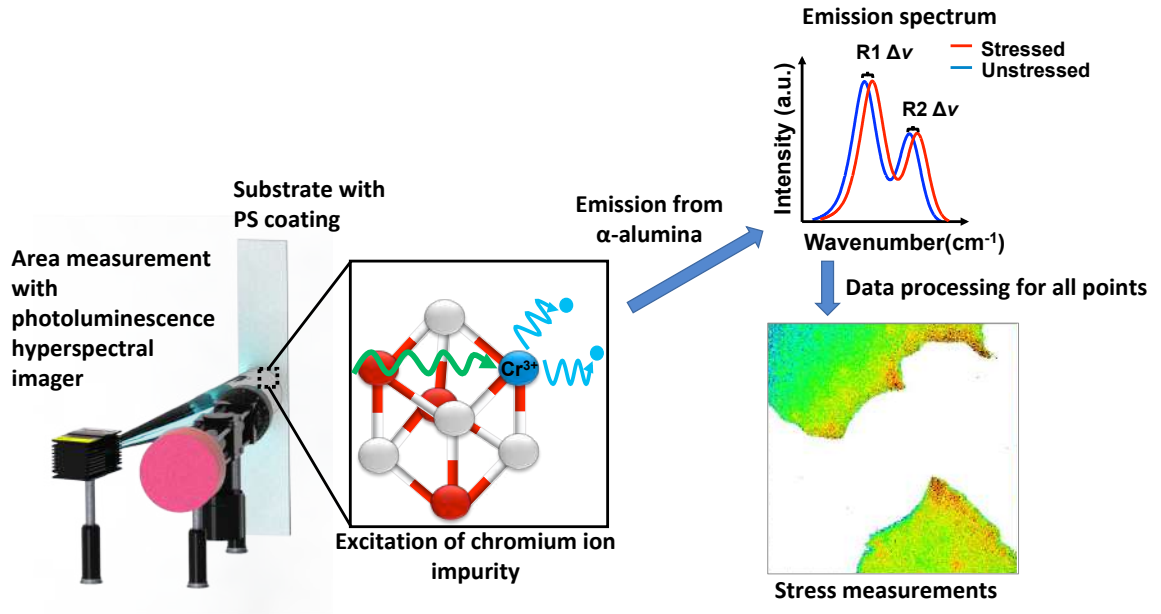 Emission spectrum
R1 Δv
Stressed
Unstressed
R2 Δv
Intensity (a.u.)
Wavenumber(cm⁻¹)
Substrate with
PS coating
Emission from
α-alumina
Area measurement
with
photoluminescence
hyperspectral
imager
Cr³⁺
Data processing for all points
Excitation of chromium ion
impurity
Stress measurements